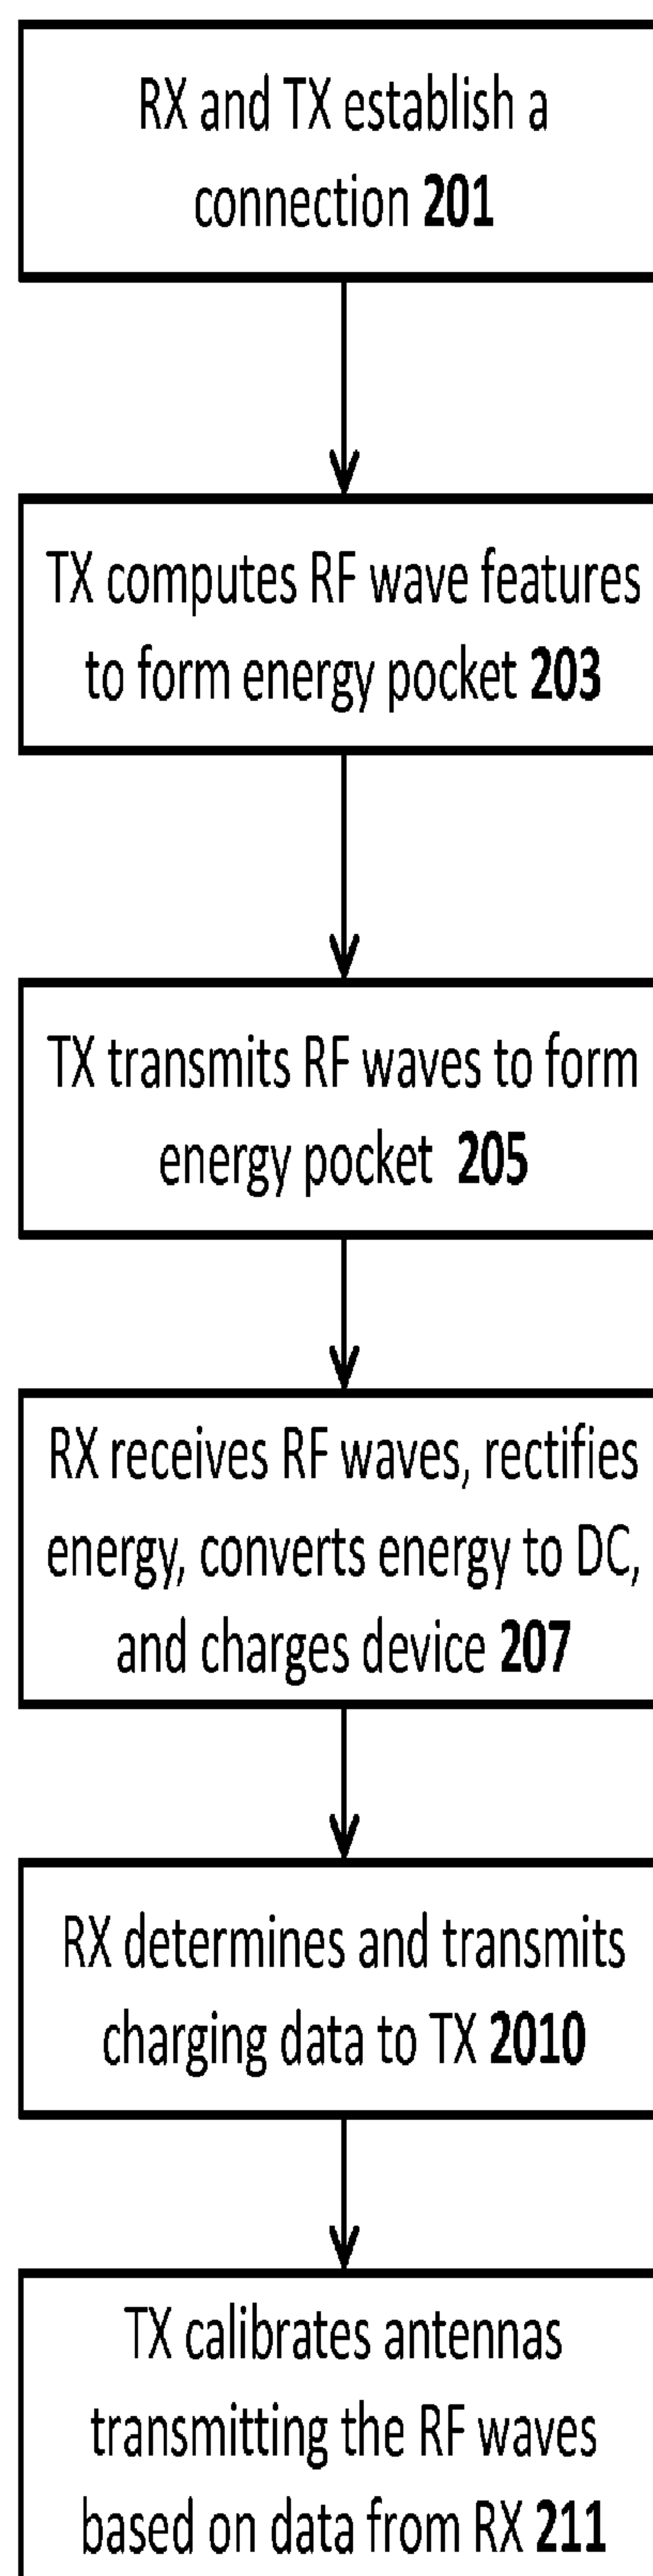 RX and TX establish a
connection 201
TX computes RF wave features
to form energy pocket 203
TX transmits RF waves to form
energy pocket 205
RX receives RF waves, rectifies
energy, converts energy to DC,
and charges device 207
RX determines and transmits
charging data to TX 2010
TX calibrates antennas
transmitting the RF waves
based on data from RX 211